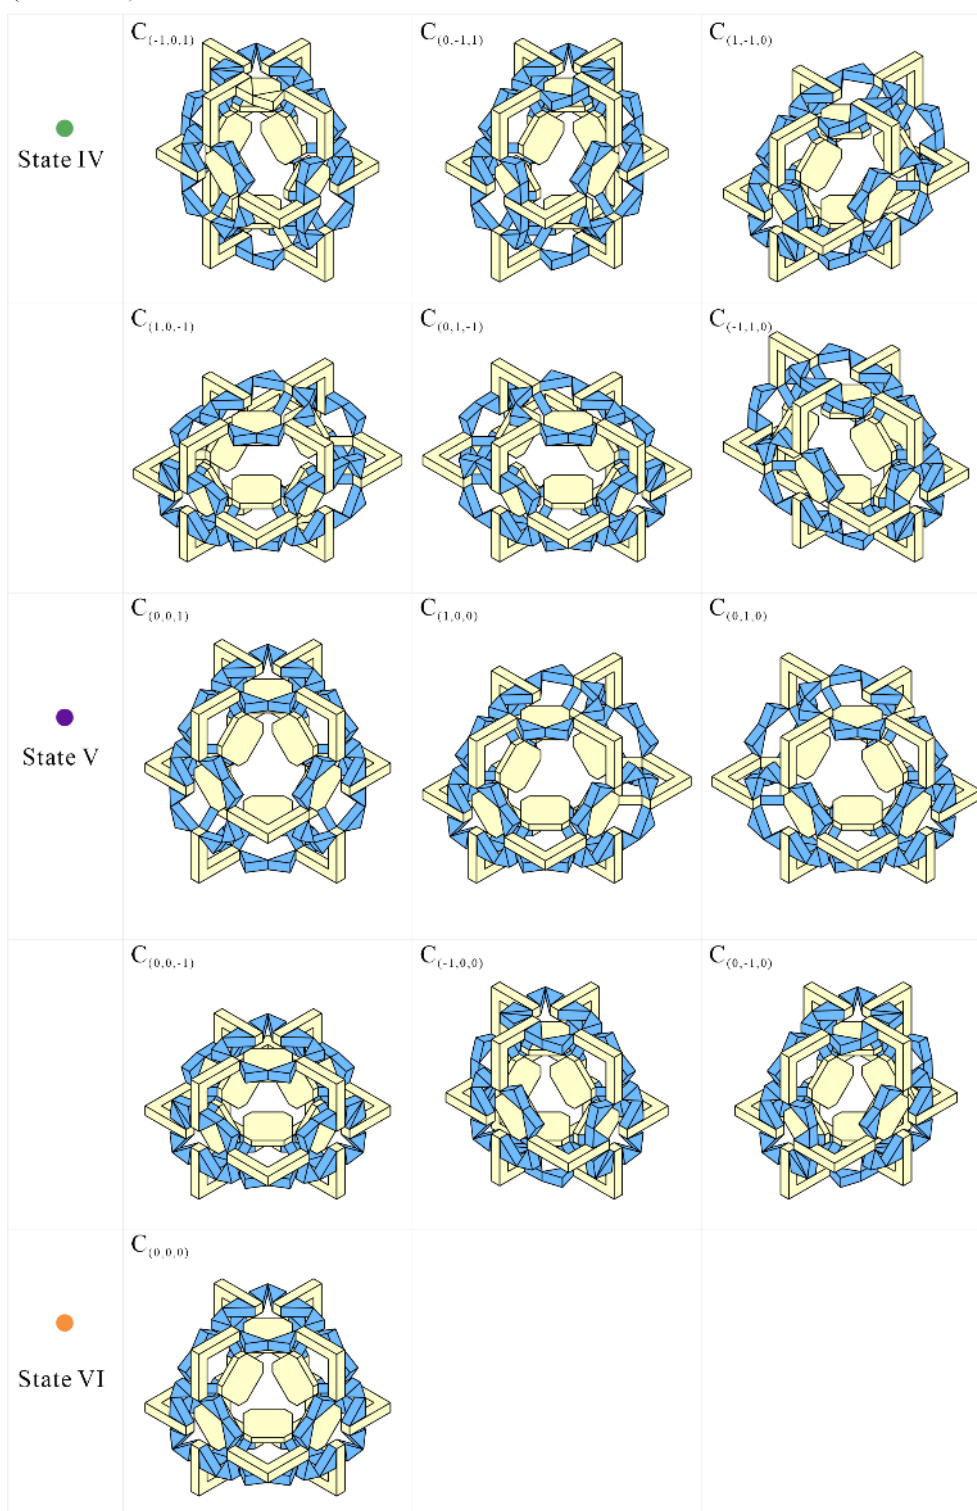 C(-1,0,1) C(0,-1,1) C(1,-1,0)
State IV
C(1,0,-1) C(0,1,-1) C(-1,1,0)
C(0,0,1) C(1,0,0) C(0,1,0)
State V
C(0,0,-1) C(-1,0,0) C(0,-1,0)
C(0,0,0)
State VI